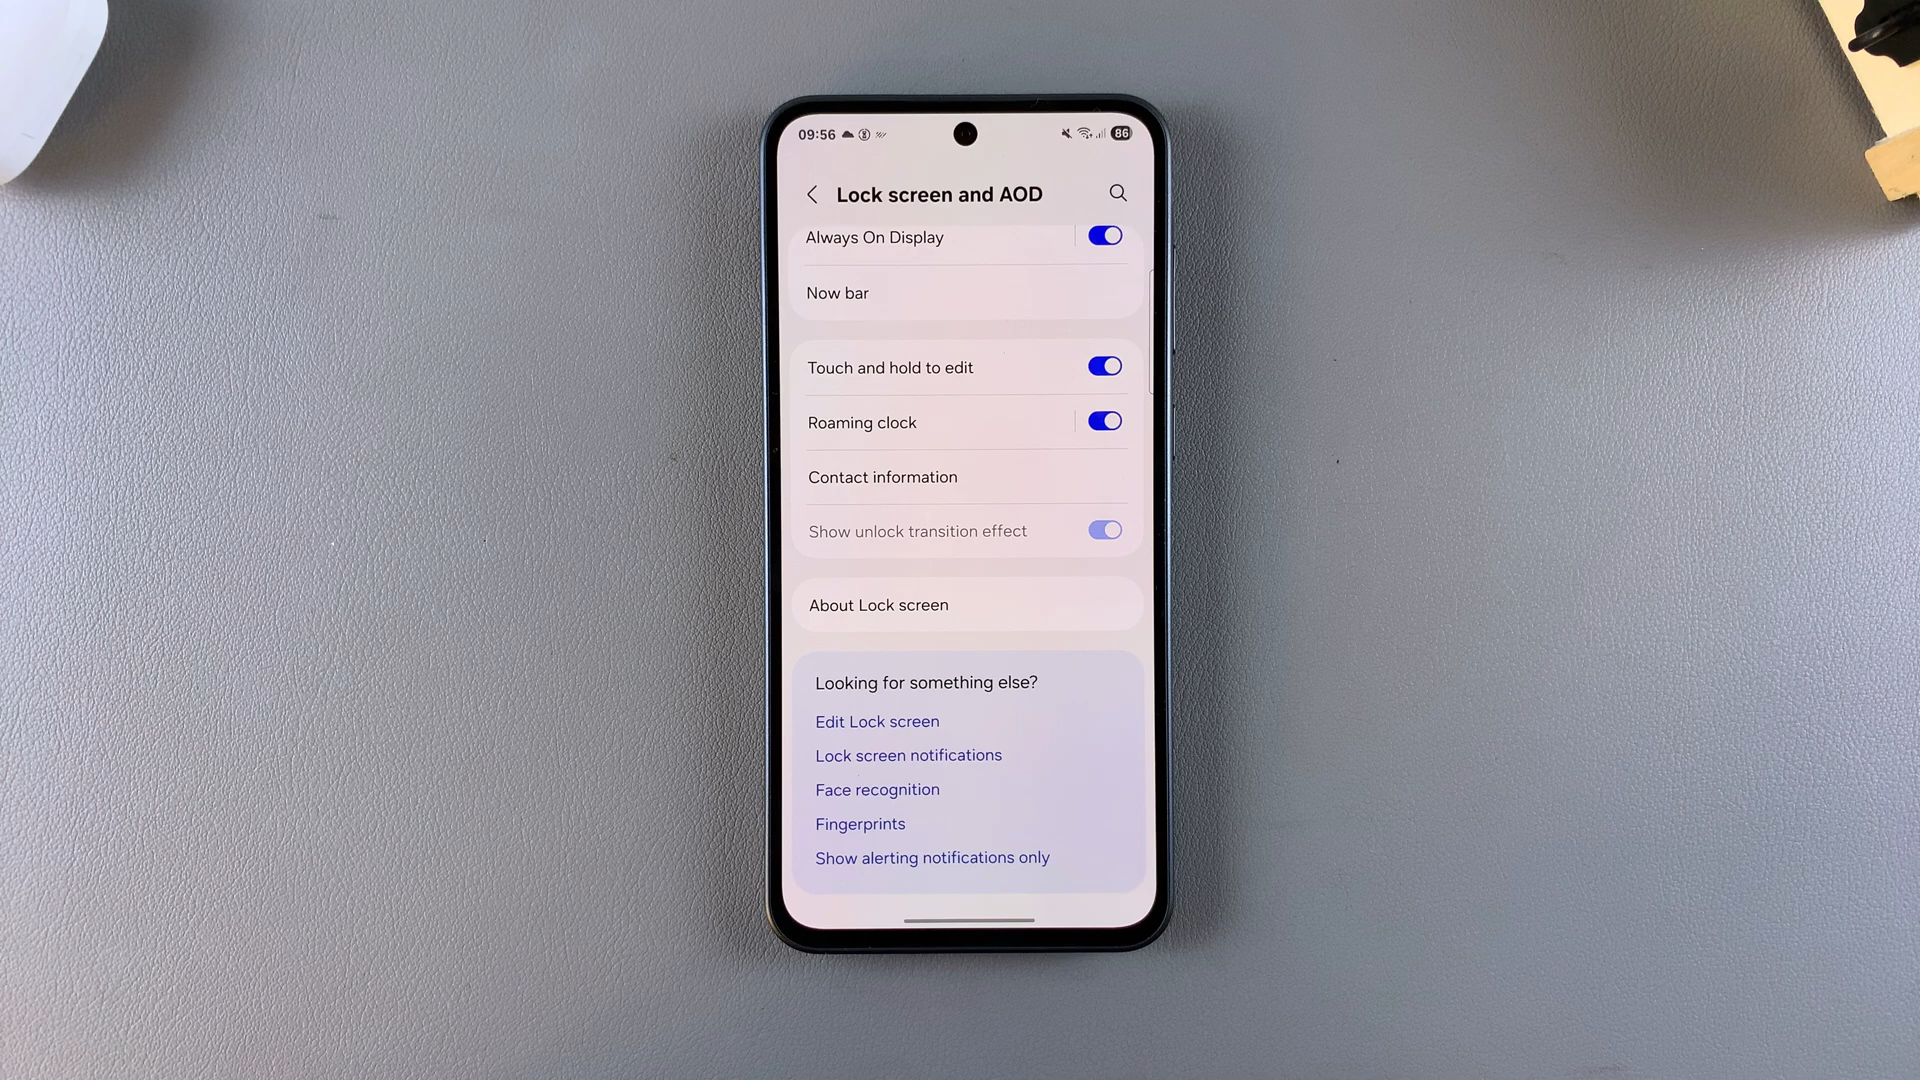 09:56
86
Lock screen and AOD
Always On Display
Now bar
Touch and hold to edit
Roaming clock
Contact information
Show unlock transition effect
About Lock screen
Looking for something else?
Edit Lock screen
Lock screen notifications
Face recognition
Fingerprints
Show alerting notifications only